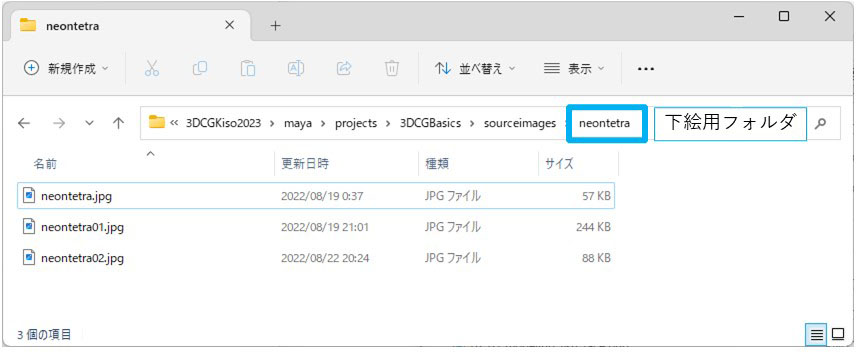 neontetra
新規作成
並べ替え
表示
3DCGKiso2023 maya projects 3DCGBasics sourceimages neontetra 下絵用フォルダ
名前 更新日時 種類 サイズ
neontetra.jpg 2022/08/19 0:37 JPG ファイル 57 KB
neontetra01.jpg 2022/08/19 21:01 JPG ファイル 244 KB
neontetra02.jpg 2022/08/22 20:24 JPG ファイル 88 KB
3 個の項目